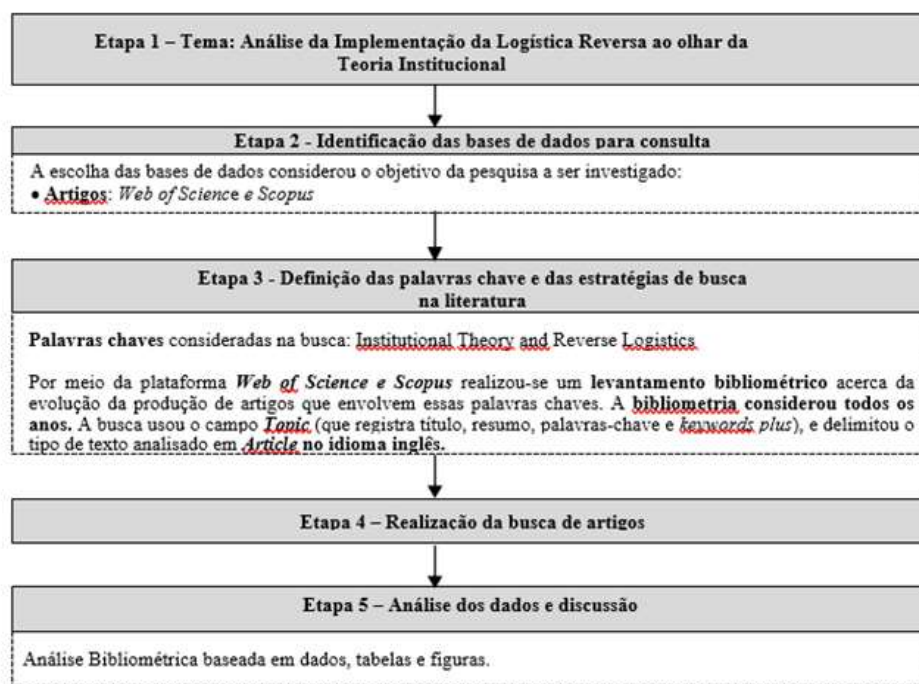 Etapa 1 – Tema: Análise da Implementação da Logística Reversa ao olhar da
Teoria Institucional
Etapa 2 - Identificação das bases de dados para consulta
A escolha das bases de dados considerou o objetivo da pesquisa a ser investigado:
• Artigos: Web of Science e Scopus
Etapa 3 - Definição das palavras chave e das estratégias de busca
na literatura
Palavras chaves consideradas na busca: Institutional Theory and Reverse Logistics
Por meio da plataforma Web of Science e Scopus realizou-se um levantamento bibliométrico acerca da
evolução da produção de artigos que envolvem essas palavras chaves. A bibliometria considerou todos os
anos. A busca usou o campo Topic (que registra título, resumo, palavras-chave e keywords plus), e delimitou o
tipo de texto analisado em Article no idioma inglês.
Etapa 4 – Realização da busca de artigos
Etapa 5 – Análise dos dados e discussão
Análise Bibliométrica baseada em dados, tabelas e figuras.